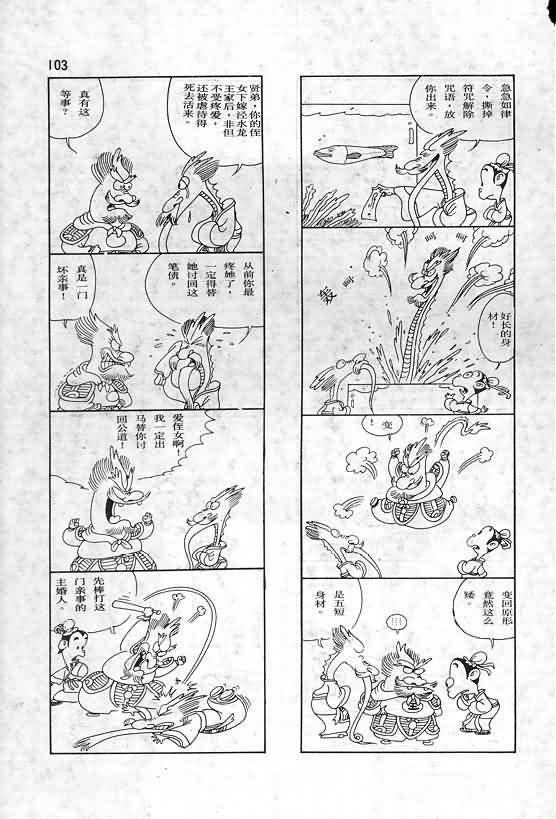 103
急急如律
令，撕掉
符咒解除
咒语，放
你出来。
呵
呵
呵
轰
好长的身
材！
变
！
变回原形
竟然这么
矮。
是五短
身材。
贤弟，你的侄
女下嫁泾水龙
王家后，非但
不受疼爱，
还被虐待得
死去活来。
真有这
等事？
从前你最
疼她了，
一定得替
她讨回这
笔债。
真是一门
坏亲事！
爱侄女啊！
我一定出
马替你讨
回公道！
先棒打这
门亲事的
主婚人。